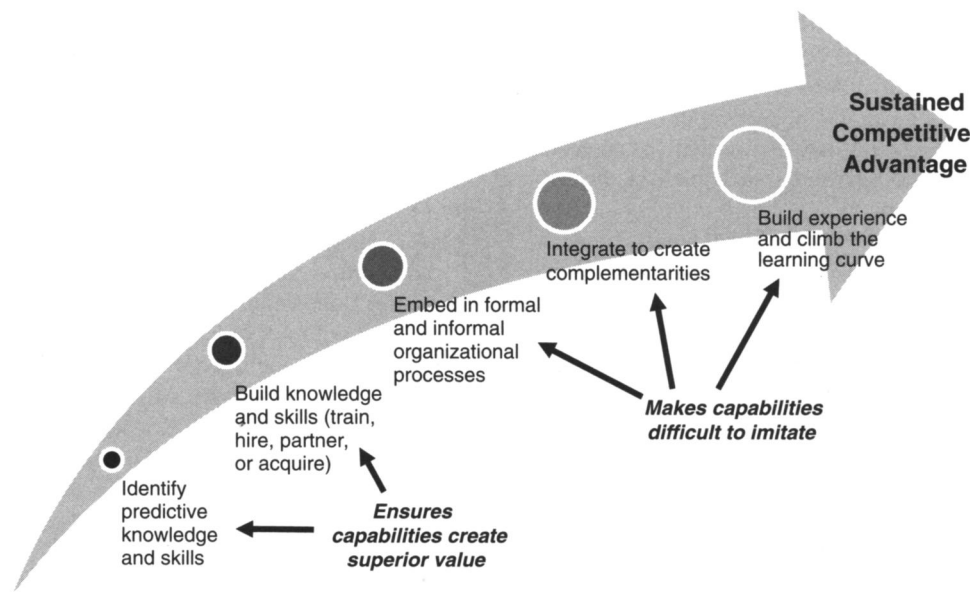 Sustained
Competitive
Advantage
Build experience
and climb the
learning curve
Integrate to create
complementarities
Embed in formal
and informal
organizational
processes
Makes capabilities
difficult to imitate
Build knowledge
and skills (train,
hire, partner,
or acquire)
Identify
predictive
knowledge
and skills
Ensures
capabilities create
superior value